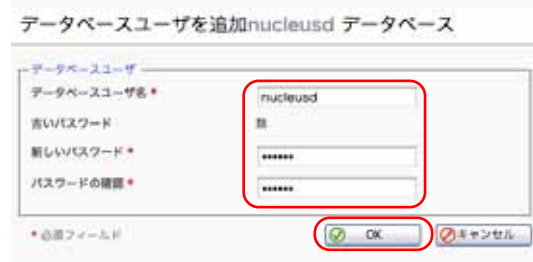 データベースユーザを追加nucleusd データベース
データベースユーザ
データベースユーザ名 *
nucleusd
古いパスワード
無
新しいパスワード *
••••••
パスワードの確認 *
••••••
* 必須フィールド
OK
キャンセル